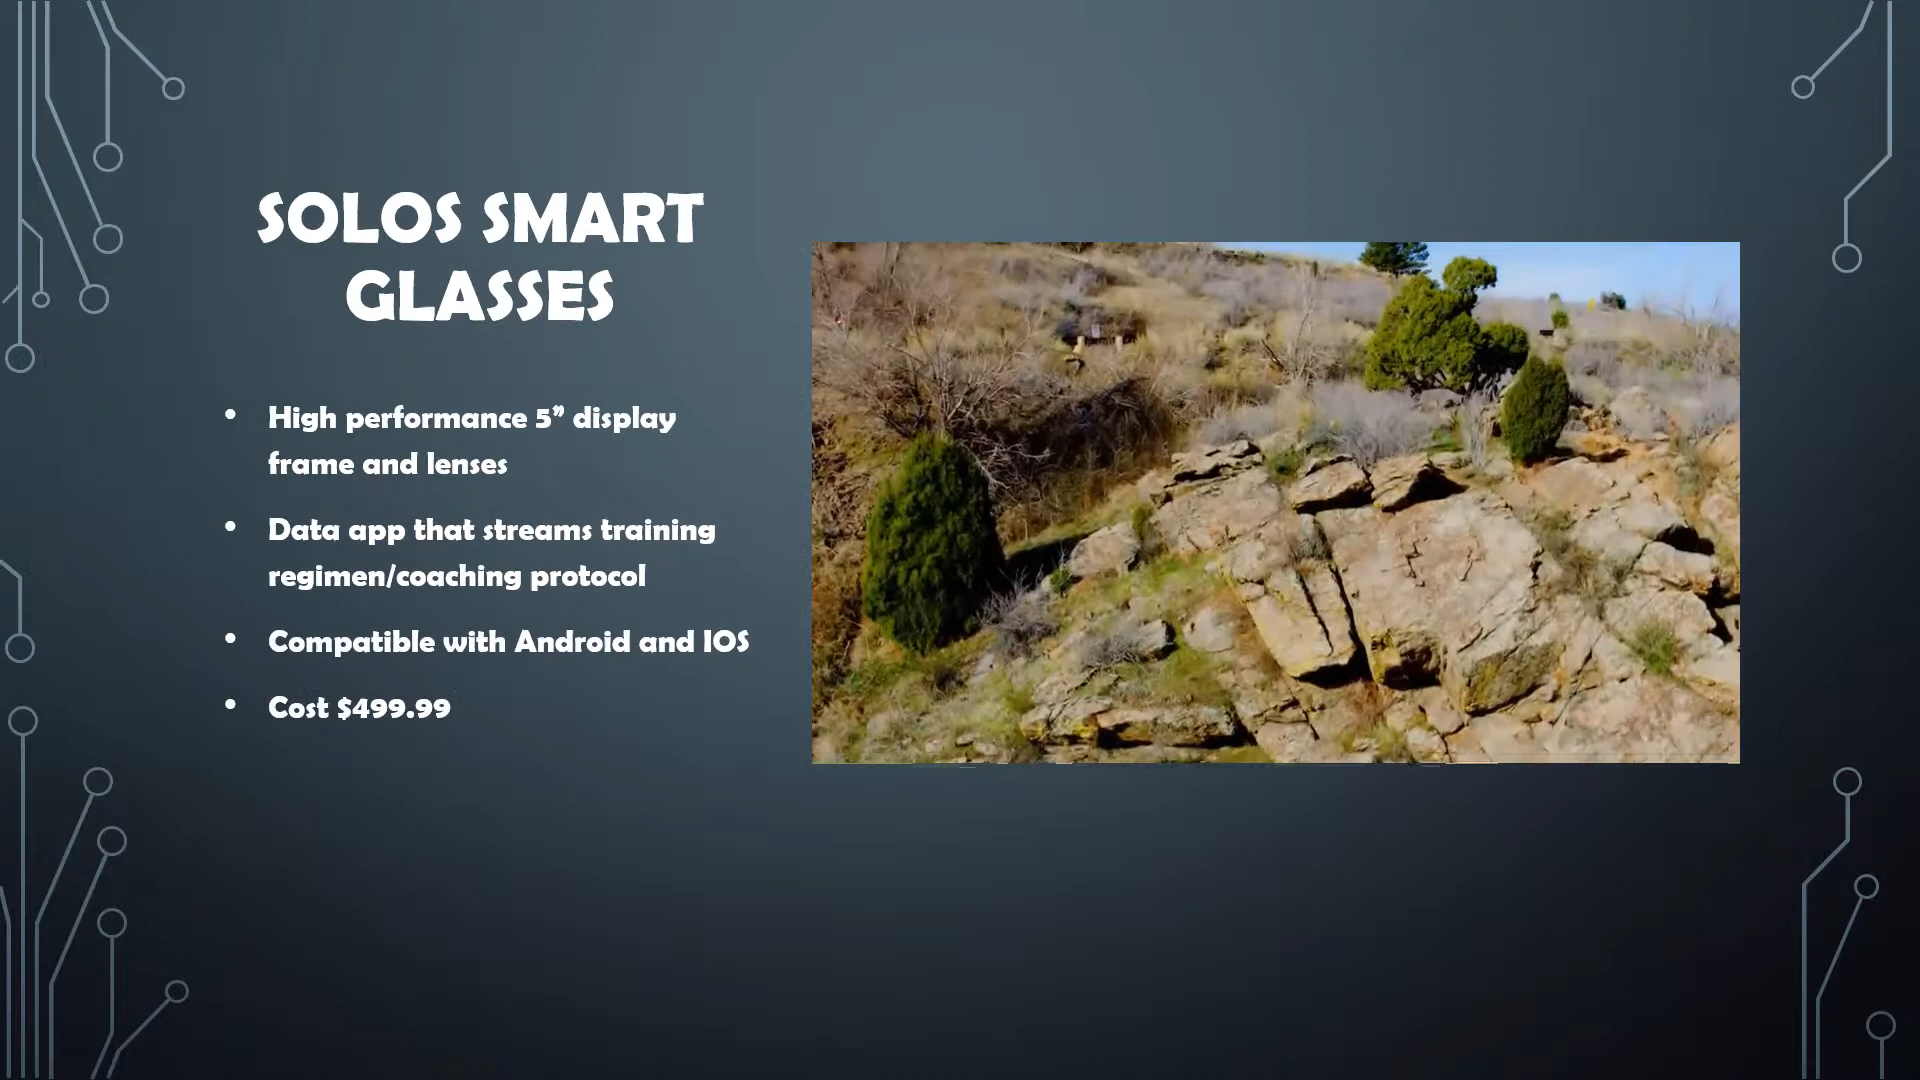 SOLOS SMART
GLASSES
• High performance 5” display
frame and lenses
• Data app that streams training
regimen/coaching protocol
• Compatible with Android and IOS
• Cost $499.99